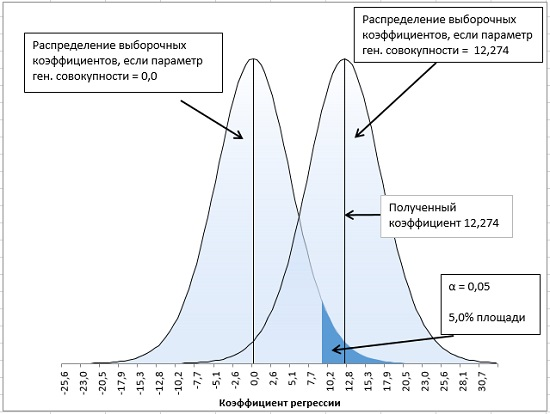 Распределение выборочных
коэффициентов, если параметр
ген. совокупности = 0,0
Распределение выборочных
коэффициентов, если параметр
ген. совокупности = 12,274
Полученный
коэффициент 12,274
α = 0,05
5,0% площади
-25,6
-23,0
-20,5
-17,9
-15,3
-12,8
-10,2
-7,7
-5,1
-2,6
0,0
2,6
5,1
7,7
10,2
12,8
15,3
17,9
20,5
23,0
25,6
28,1
30,7
Коэффициент регрессии